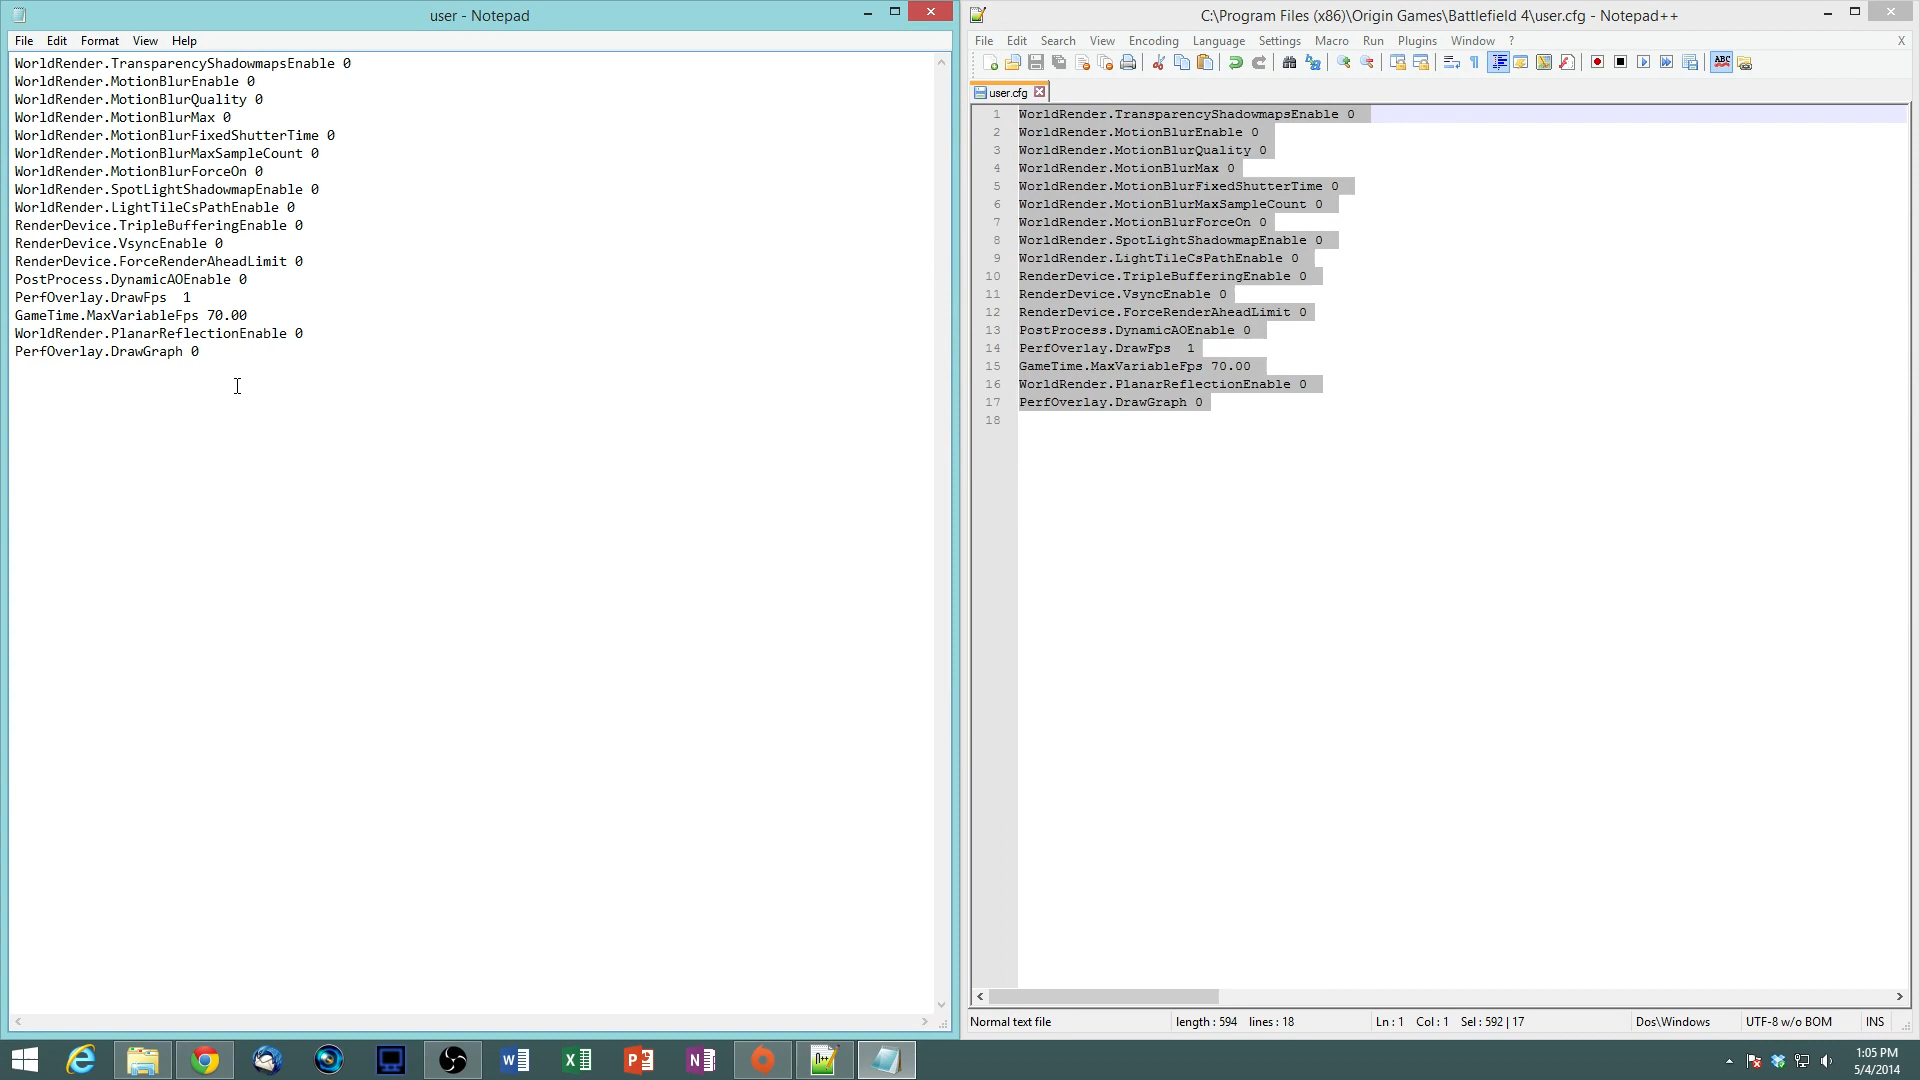 user - Notepad
File Edit Format View Help
WorldRender.TransparencyShadowmapsEnable 0
WorldRender.MotionBlurEnable 0
WorldRender.MotionBlurQuality 0
WorldRender.MotionBlurMax 0
WorldRender.MotionBlurFixedShutterTime 0
WorldRender.MotionBlurMaxSampleCount 0
WorldRender.MotionBlurForceOn 0
WorldRender.SpotLightShadowmapEnable 0
WorldRender.LightTileCsPathEnable 0
RenderDevice.TripleBufferingEnable 0
RenderDevice.VsyncEnable 0
RenderDevice.ForceRenderAheadLimit 0
PostProcess.DynamicAOEnable 0
PerfOverlay.DrawFps  1
GameTime.MaxVariableFps 70.00
WorldRender.PlanarReflectionEnable 0
PerfOverlay.DrawGraph 0
C:\Program Files (x86)\Origin Games\Battlefield 4\user.cfg - Notepad++
File Edit Search View Encoding Language Settings Macro Run Plugins Window ? X
ABC
user.cfg
1 WorldRender.TransparencyShadowmapsEnable 0
2 WorldRender.MotionBlurEnable 0
3 WorldRender.MotionBlurQuality 0
4 WorldRender.MotionBlurMax 0
5 WorldRender.MotionBlurFixedShutterTime 0
6 WorldRender.MotionBlurMaxSampleCount 0
7 WorldRender.MotionBlurForceOn 0
8 WorldRender.SpotLightShadowmapEnable 0
9 WorldRender.LightTileCsPathEnable 0
10 RenderDevice.TripleBufferingEnable 0
11 RenderDevice.VsyncEnable 0
12 RenderDevice.ForceRenderAheadLimit 0
13 PostProcess.DynamicAOEnable 0
14 PerfOverlay.DrawFps  1
15 GameTime.MaxVariableFps 70.00
16 WorldRender.PlanarReflectionEnable 0
17 PerfOverlay.DrawGraph 0
18
Normal text file length : 594 lines : 18 Ln : 1 Col : 1 Sel : 592 | 17 Dos\Windows UTF-8 w/o BOM INS
1:05 PM
5/4/2014